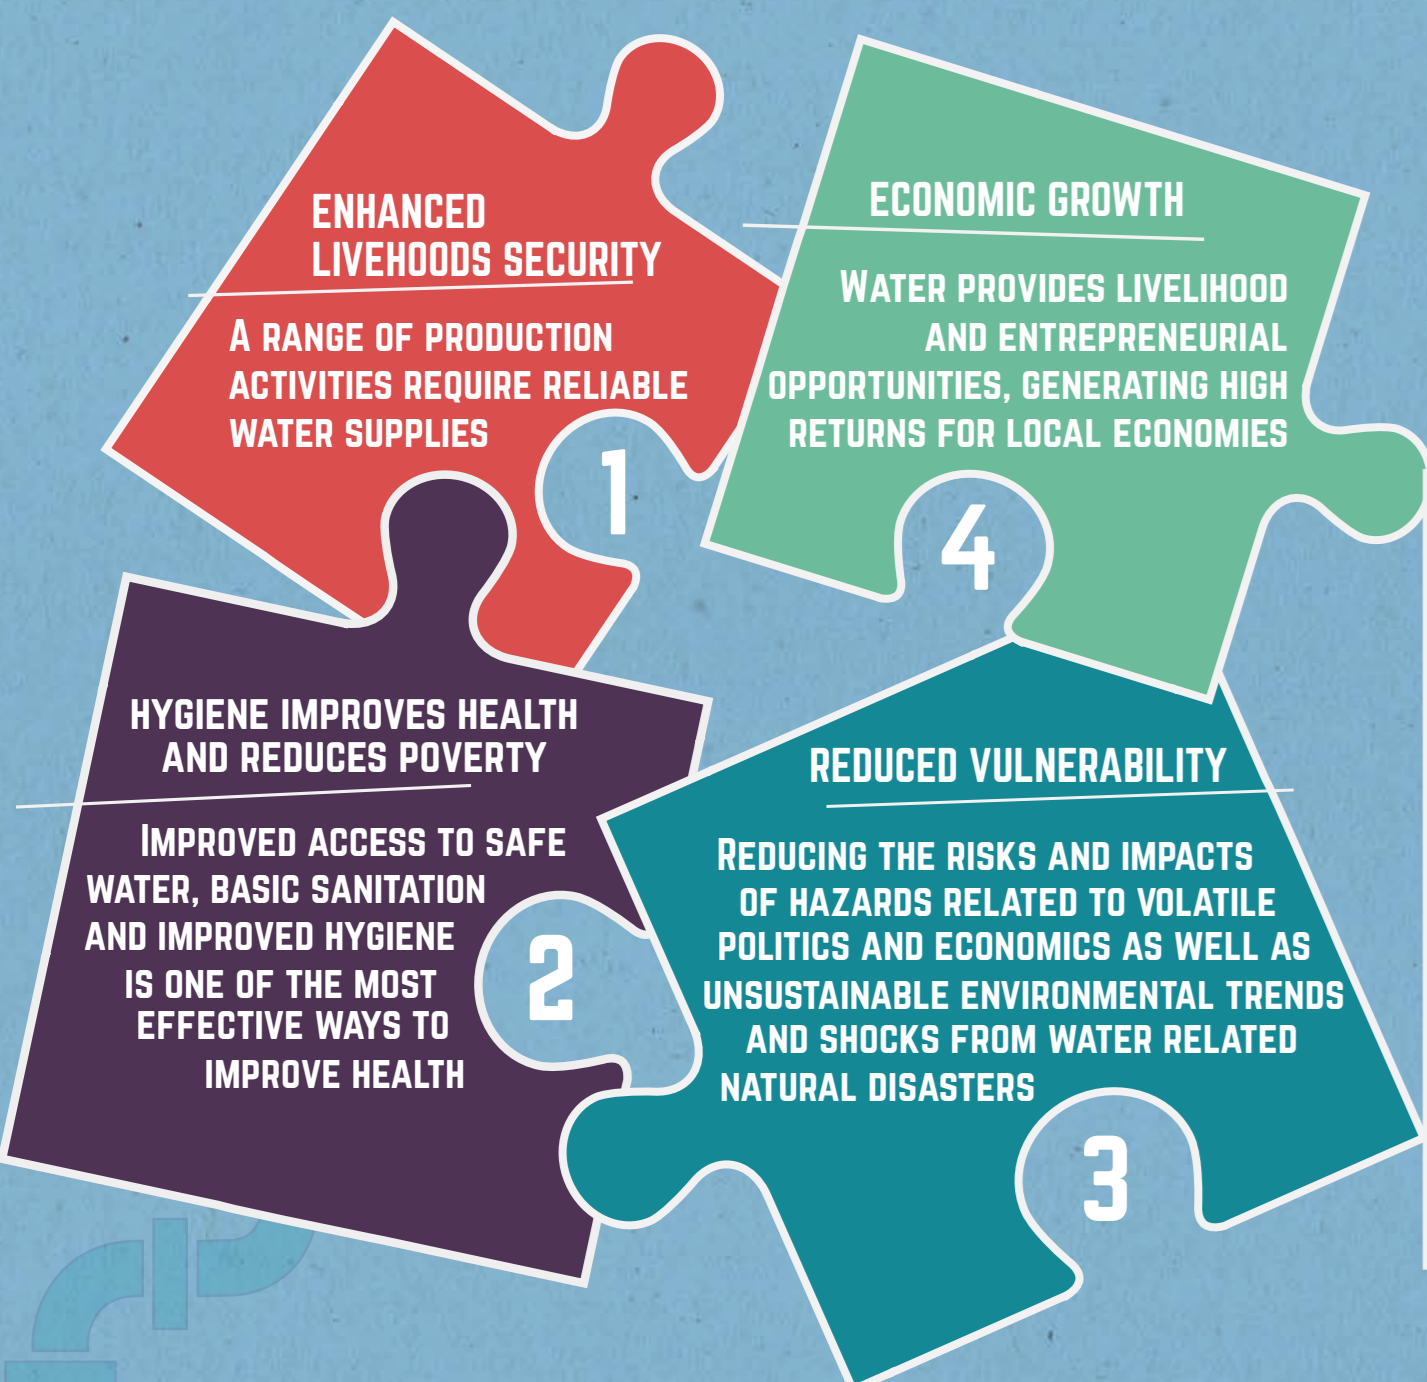 ENHANCED
LIVEHOODS SECURITY
A RANGE OF PRODUCTION
ACTIVITIES REQUIRE RELIABLE
WATER SUPPLIES
1
HYGIENE IMPROVES HEALTH
AND REDUCES POVERTY
IMPROVED ACCESS TO SAFE
WATER, BASIC SANITATION
AND IMPROVED HYGIENE
IS ONE OF THE MOST
EFFECTIVE WAYS TO
IMPROVE HEALTH
2
REDUCED VULNERABILITY
REDUCING THE RISKS AND IMPACTS
OF HAZARDS RELATED TO VOLATILE
POLITICS AND ECONOMICS AS WELL AS
UNSUSTAINABLE ENVIRONMENTAL TRENDS
AND SHOCKS FROM WATER RELATED
NATURAL DISASTERS
3
ECONOMIC GROWTH
WATER PROVIDES LIVELIHOOD
AND ENTREPRENEURIAL
OPPORTUNITIES, GENERATING HIGH
RETURNS FOR LOCAL ECONOMIES
4